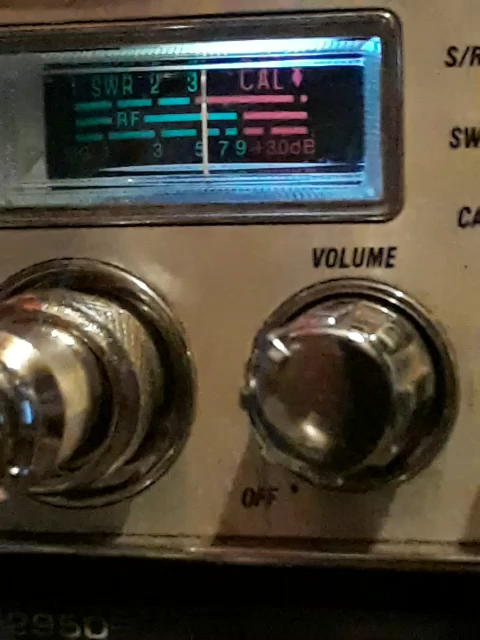 SWR 2 3 CAL
S/R
RF
SW
3 5 7 9 +30dB
CA
VOLUME
OFF
2950